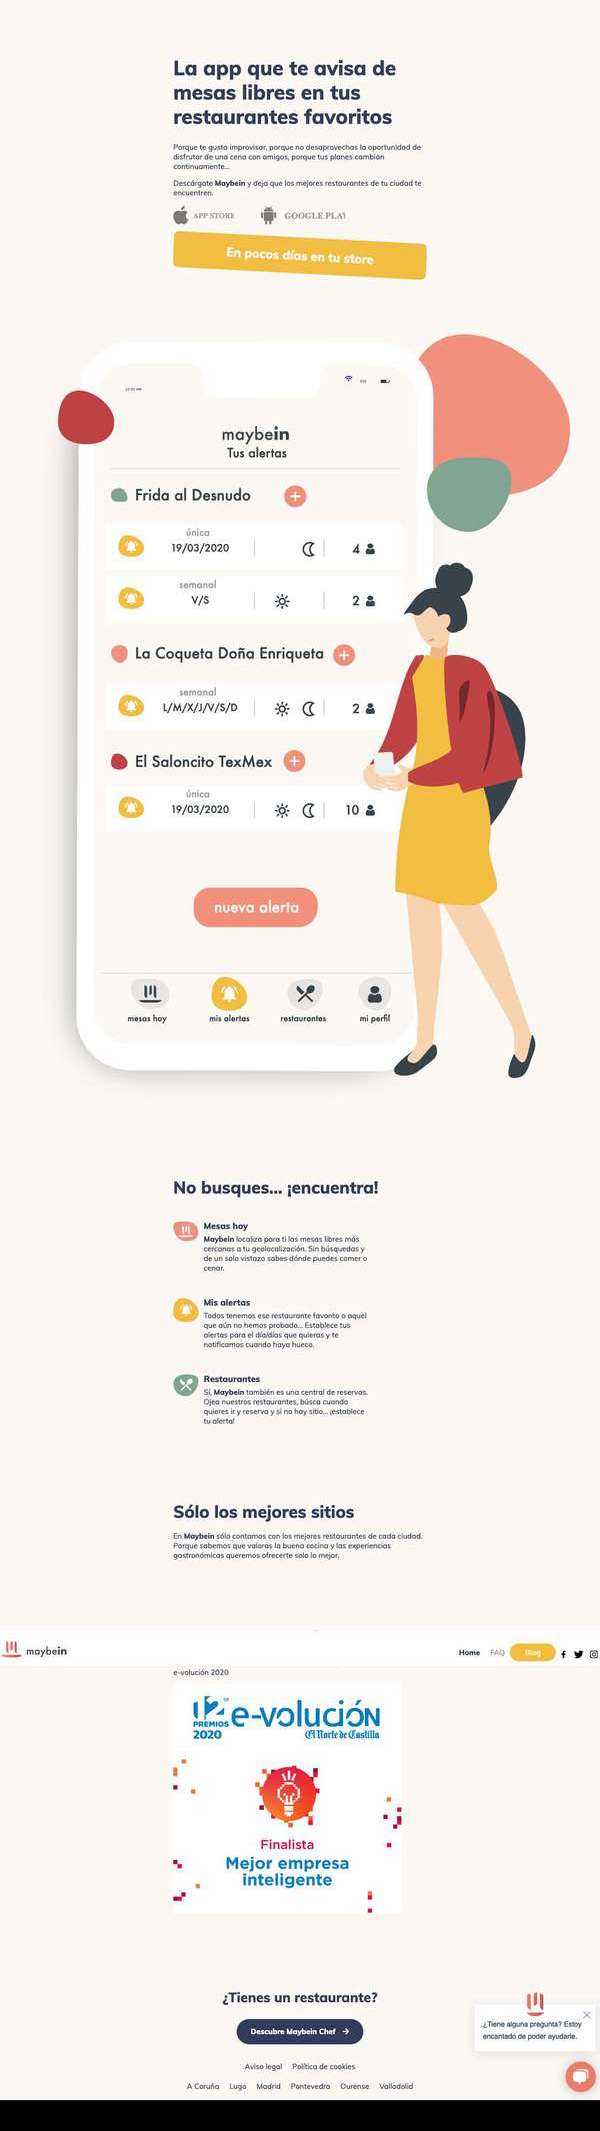 La app que te avisa de
mesas libres en tus
restaurantes favoritos
Porque te gusta improvisar, porque no desaprovechas la oportunidad de
disfrutar de una cena con amigos, porque tus planes cambian
continuamente...
Descárgate Maybein y deja que los mejores restaurantes de tu ciudad te
encuentren.
APP STORE GOOGLE PLAY
En pocos días en tu store
maybein
Tus alertas
Frida al Desnudo
única
19/03/2020 4
semanal
V/S 2
La Coqueta Doña Enriqueta
semanal
L/M/X/J/V/S/D 2
El Saloncito TexMex
única
19/03/2020 10
nueva alerta
mesas hoy mis alertas restaurantes mi perfil
No busques... ¡encuentra!
Mesas hoy
Maybein localiza para ti las mesas libres más
cercanas a tu geolocalización. Sin búsquedas y
de un solo vistazo sabes dónde puedes comer o
cenar.
Mis alertas
Todos tenemos ese restaurante favorito o aquel
que aún no hemos probado... Establece tus
alertas para el día/días que quieras y te
notificamos cuando haya hueco.
Restaurantes
Sí, Maybein también es una central de reservas.
Ojea nuestros restaurantes, búsca cuando
quieres ir y reserva y si no hay sitio... ¡establece
tu alerta!
Sólo los mejores sitios
En Maybein sólo contamos con los mejores restaurantes de cada ciudad.
Porque sabemos que valoras la buena cocina y las experiencias
gastronómicas queremos ofrecerte solo lo mejor.
maybein Home FAQ Blog
e-volución 2020
12 e-volución
PREMIOS
2020 El Norte de Castilla
Finalista
Mejor empresa
inteligente
¿Tienes un restaurante?
Descubre Maybein Chef →
¿Tiene alguna pregunta? Estoy
encantado de poder ayudarle.
Aviso legal Política de cookies
A Coruña Lugo Madrid Pontevedra Ourense Valladolid